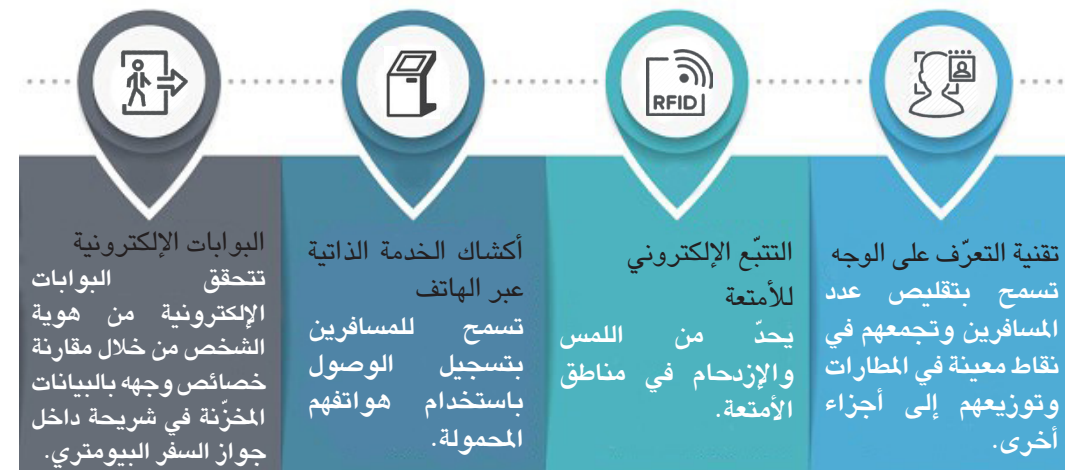 RFID
تقنية التعرّف على الوجه
تسمح بتقليص عدد
المسافرين وتجمعهم في
نقاط معينة في المطارات
وتوزيعهم إلى أجزاء
أخرى.
التتبّع الإلكتروني
للأمتعة
يحدّ من اللمس
والإزدحام في مناطق
الأمتعة.
أكشاك الخدمة الذاتية
عبر الهاتف
تسمح للمسافرين
بتسجيل الوصول
باستخدام هواتفهم
المحمولة.
البوابات الإلكترونية
تتحقق البوابات
الإلكترونية من هوية
الشخص من خلال مقارنة
خصائص وجهه بالبيانات
المخزّنة في شريحة داخل
جواز السفر البيومتري.